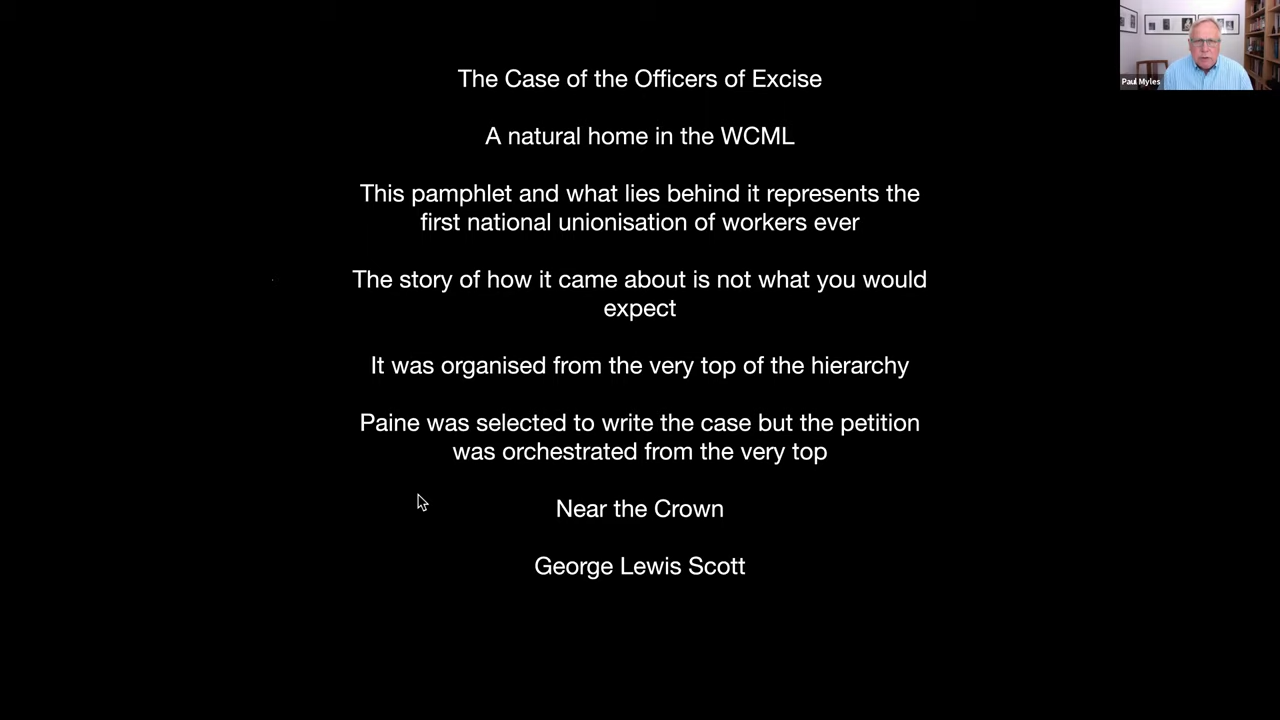 The Case of the Officers of Excise
A natural home in the WCML
This pamphlet and what lies behind it represents the
first national unionisation of workers ever
The story of how it came about is not what you would
expect
It was organised from the very top of the hierarchy
Paine was selected to write the case but the petition
was orchestrated from the very top
Near the Crown
George Lewis Scott
Paul Myles